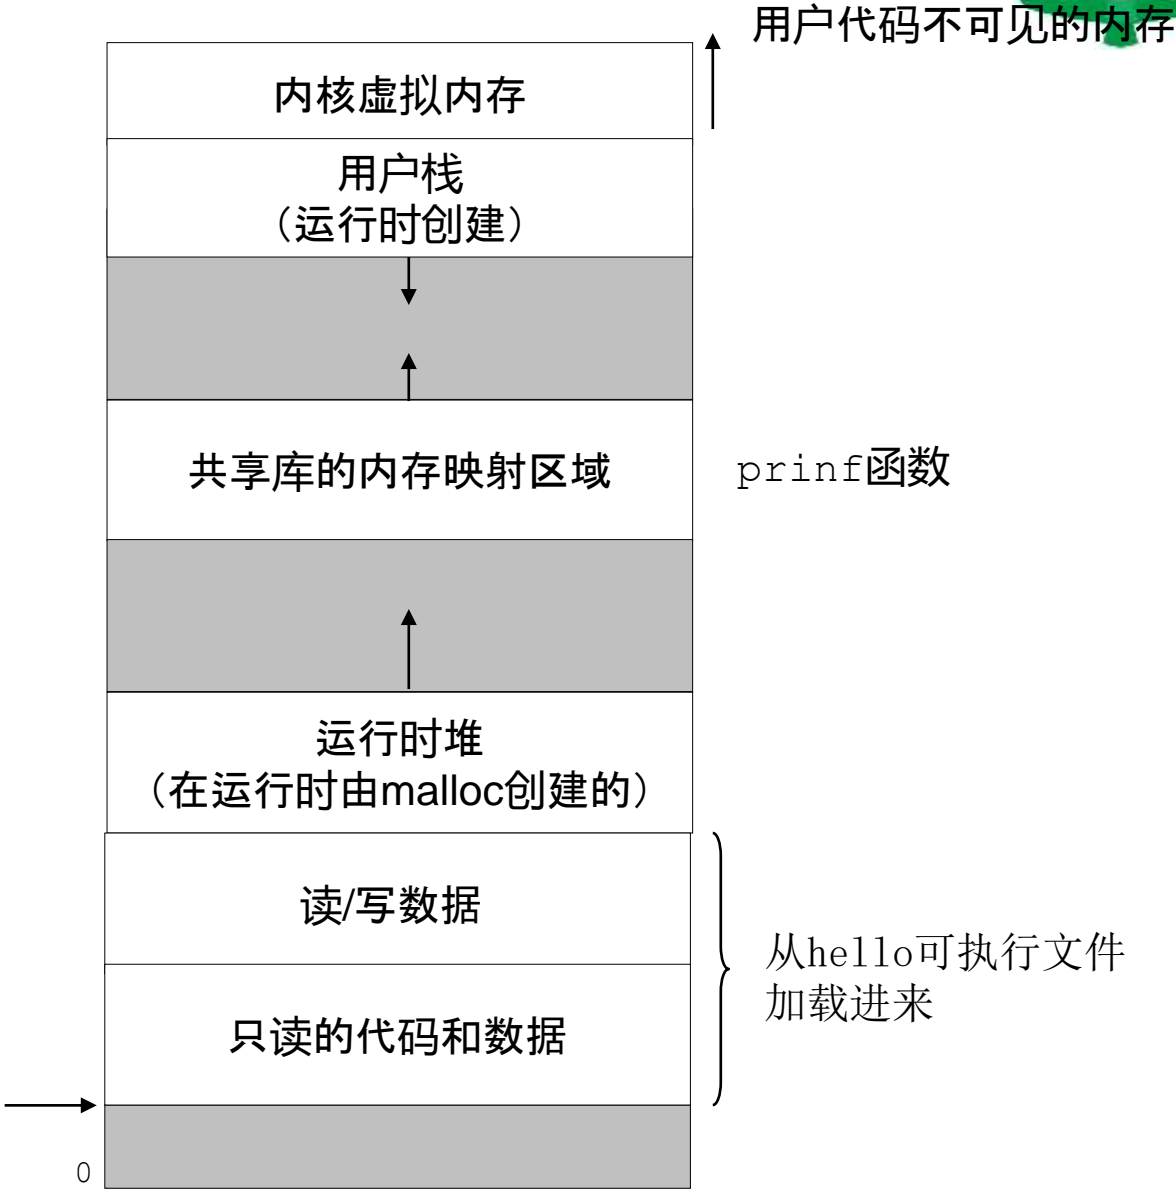 用户代码不可见的内存
内核虚拟内存
用户栈
（运行时创建）
共享库的内存映射区域
prinf函数
运行时堆
（在运行时由malloc创建的）
读/写数据
从hello可执行文件
加载进来
只读的代码和数据
0